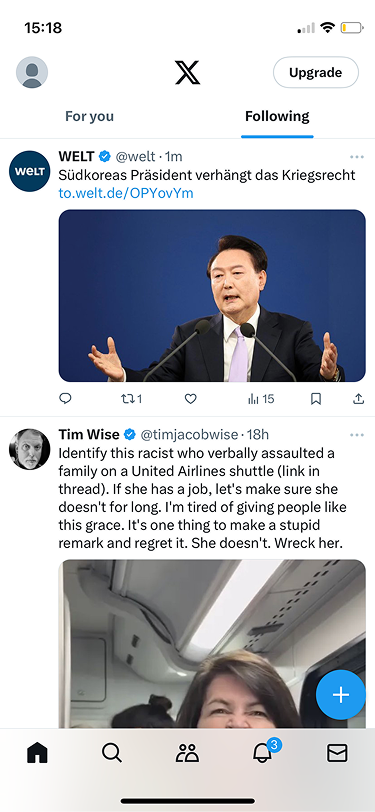 15:18
X
Upgrade
For you
Following
WELT @welt · 1m
WELT
Südkoreas Präsident verhängt das Kriegsrecht
to.welt.de/OPYovYm
1
15
Tim Wise @timjacobwise · 18h
Identify this racist who verbally assaulted a
family on a United Airlines shuttle (link in
thread). If she has a job, let's make sure she
doesn't for long. I'm tired of giving people like
this grace. It's one thing to make a stupid
remark and regret it. She doesn't. Wreck her.
3